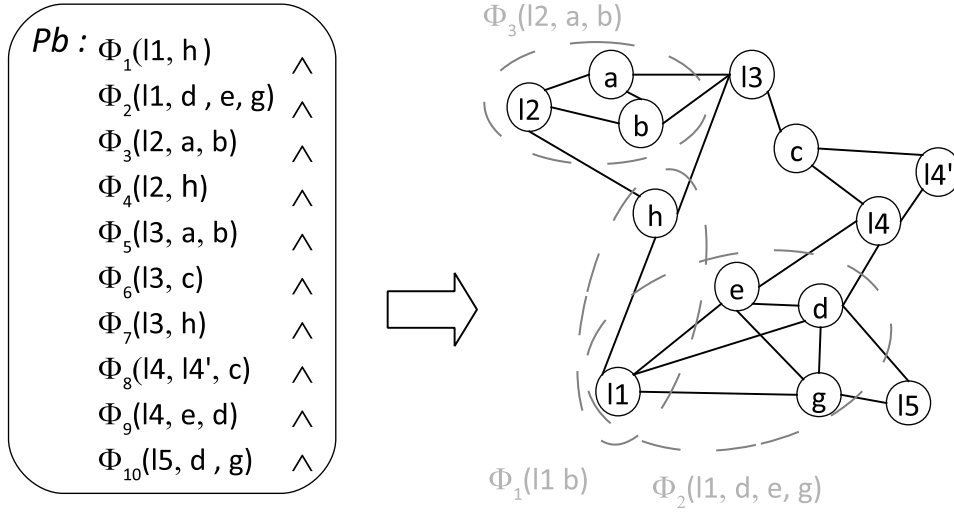 Pb :
Φ₁(l1, h ) ∧
Φ₂(l1, d , e, g) ∧
Φ₃(l2, a, b) ∧
Φ₄(l2, h) ∧
Φ₅(l3, a, b) ∧
Φ₆(l3, c) ∧
Φ₇(l3, h) ∧
Φ₈(l4, l4', c) ∧
Φ₉(l4, e, d) ∧
Φ₁₀(l5, d , g) ∧
Φ₃(l2, a, b)
a
l3
l2
b
c
l4'
h
l4
e
d
l1
g
l5
Φ₁(l1 b)
Φ₂(l1, d, e, g)